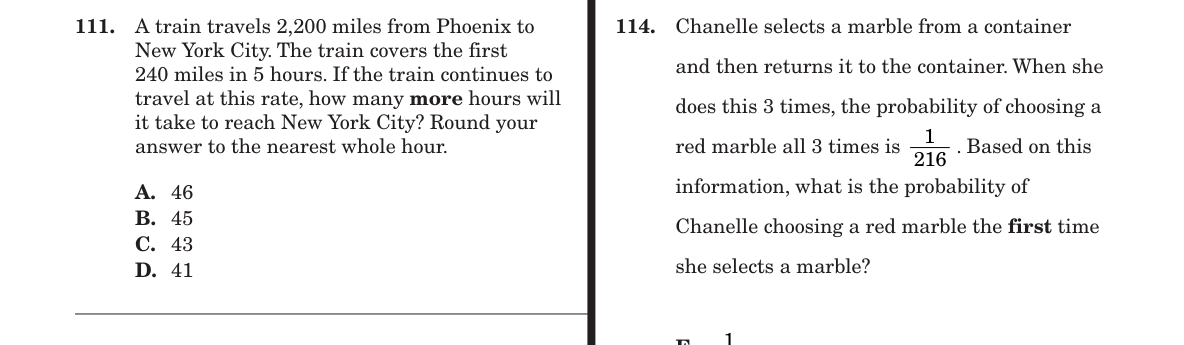 111. A train travels 2,200 miles from Phoenix to
New York City. The train covers the first
240 miles in 5 hours. If the train continues to
travel at this rate, how many more hours will
it take to reach New York City? Round your
answer to the nearest whole hour.
A. 46
B. 45
C. 43
D. 41
114. Chanelle selects a marble from a container
and then returns it to the container. When she
does this 3 times, the probability of choosing a
red marble all 3 times is 1/216. Based on this
information, what is the probability of
Chanelle choosing a red marble the first time
she selects a marble?